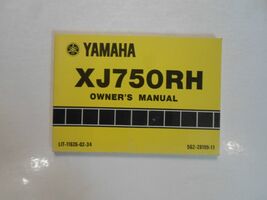 YAMAHA
XJ750RH
OWNER'S MANUAL
LIT-11626-02-34
5G2-28199-11